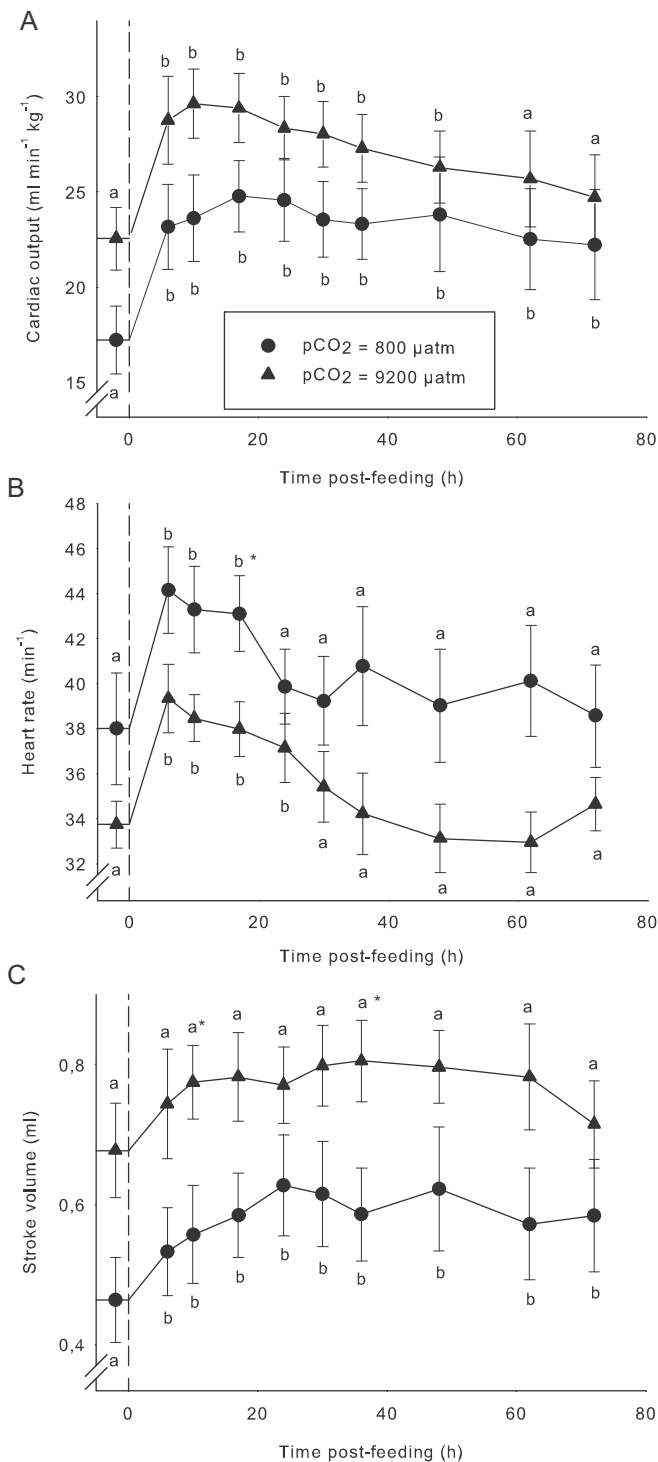 A
Cardiac output (ml min⁻¹ kg⁻¹)
30
25
20
15
a
b b b b b b b a a
b b b b b b b b b
a
pCO₂ = 800 µatm
pCO₂ = 9200 µatm
0 20 40 60 80
Time post-feeding (h)
B
Heart rate (min⁻¹)
48
46
44
42
40
38
36
34
32
a
b b b * a a a a a a
b b b b a a a a a
a
0 20 40 60 80
Time post-feeding (h)
C
Stroke volume (ml)
0,8
0,6
0,4
a
a a* a a a a * a a a
b b b b b b b b b
a
0 20 40 60 80
Time post-feeding (h)